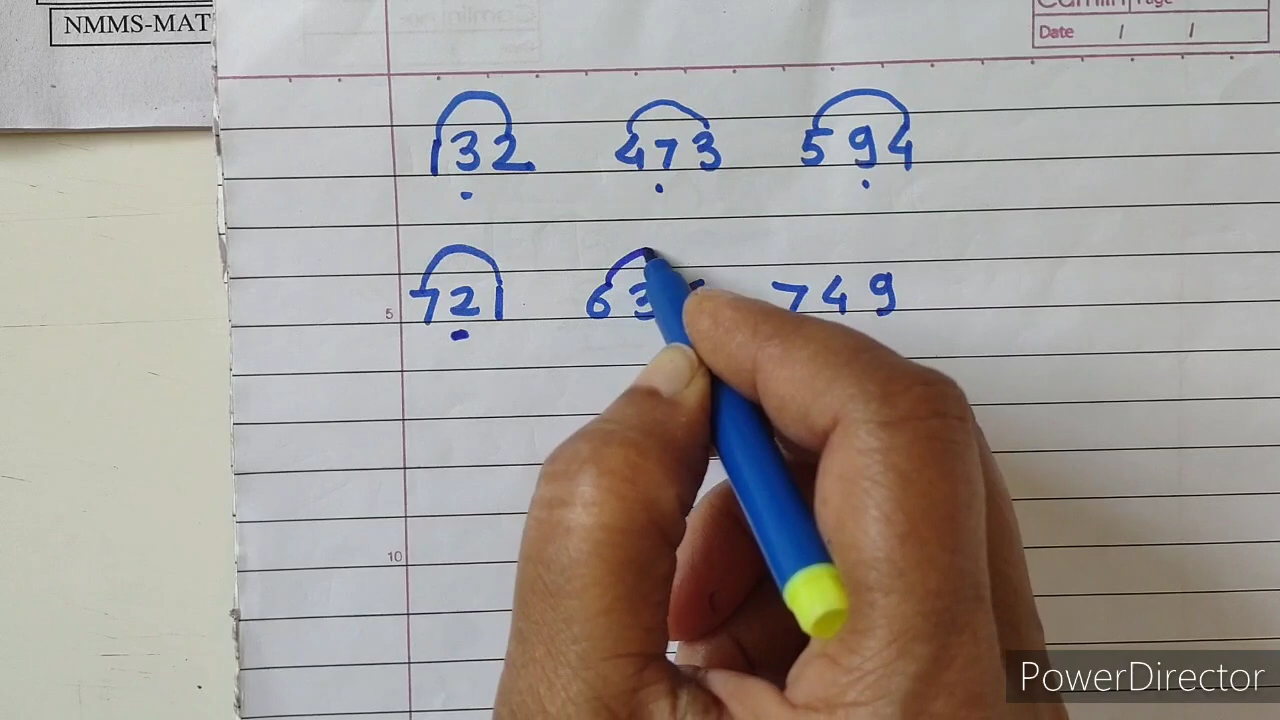 NMMS-MAT
Date / /
132 473 594
721 749
5
10
PowerDirector